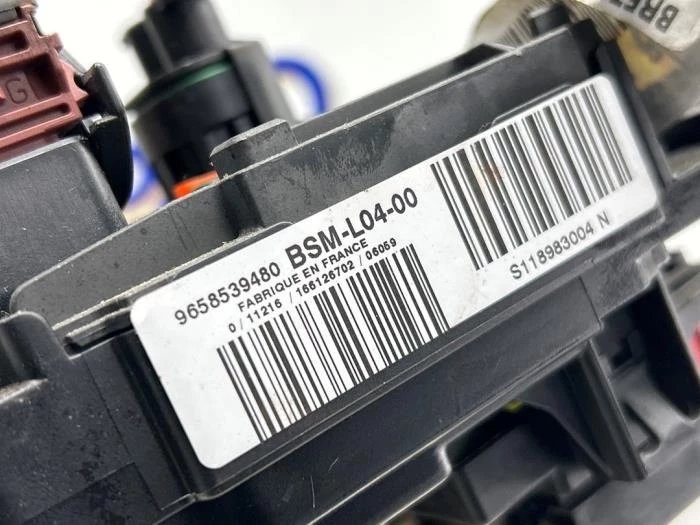 G
9658539480 BSM-L04-00
FABRIQUE EN FRANCE
0/11216 /166126702 /06059
S118983004 N